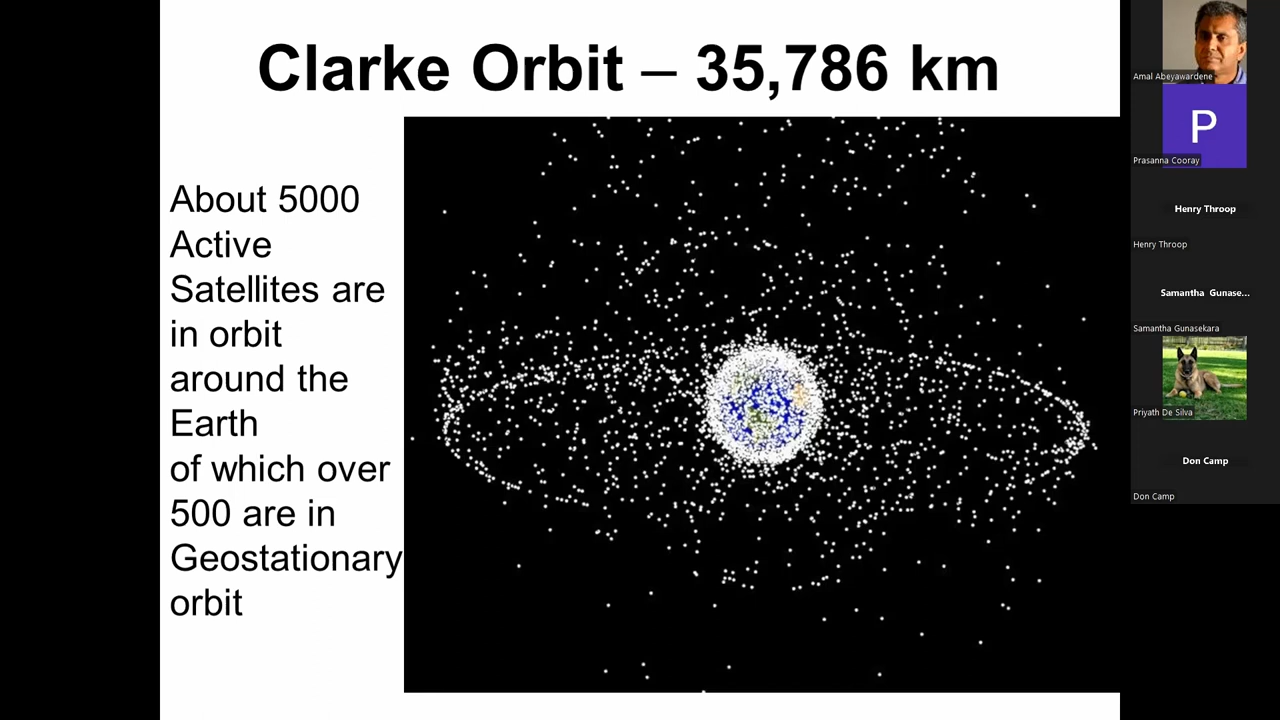 Clarke Orbit – 35,786 km
About 5000
Active
Satellites are
in orbit
around the
Earth
of which over
500 are in
Geostationary
orbit
Amal Abeyawardene
P
Prasanna Cooray
Henry Throop
Henry Throop
Samantha Gunase...
Samantha Gunasekara
Priyath De Silva
Don Camp
Don Camp